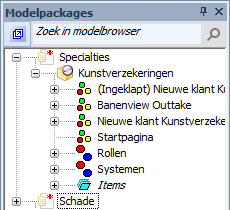 Modelpackages
Zoek in modelbrowser
Specialties
Kunstverzekeringen
(Ingeklapt) Nieuwe klant K
Banenview Outtake
Nieuwe klant Kunstverzeke
Startpagina
Rollen
Systemen
Items
Schade